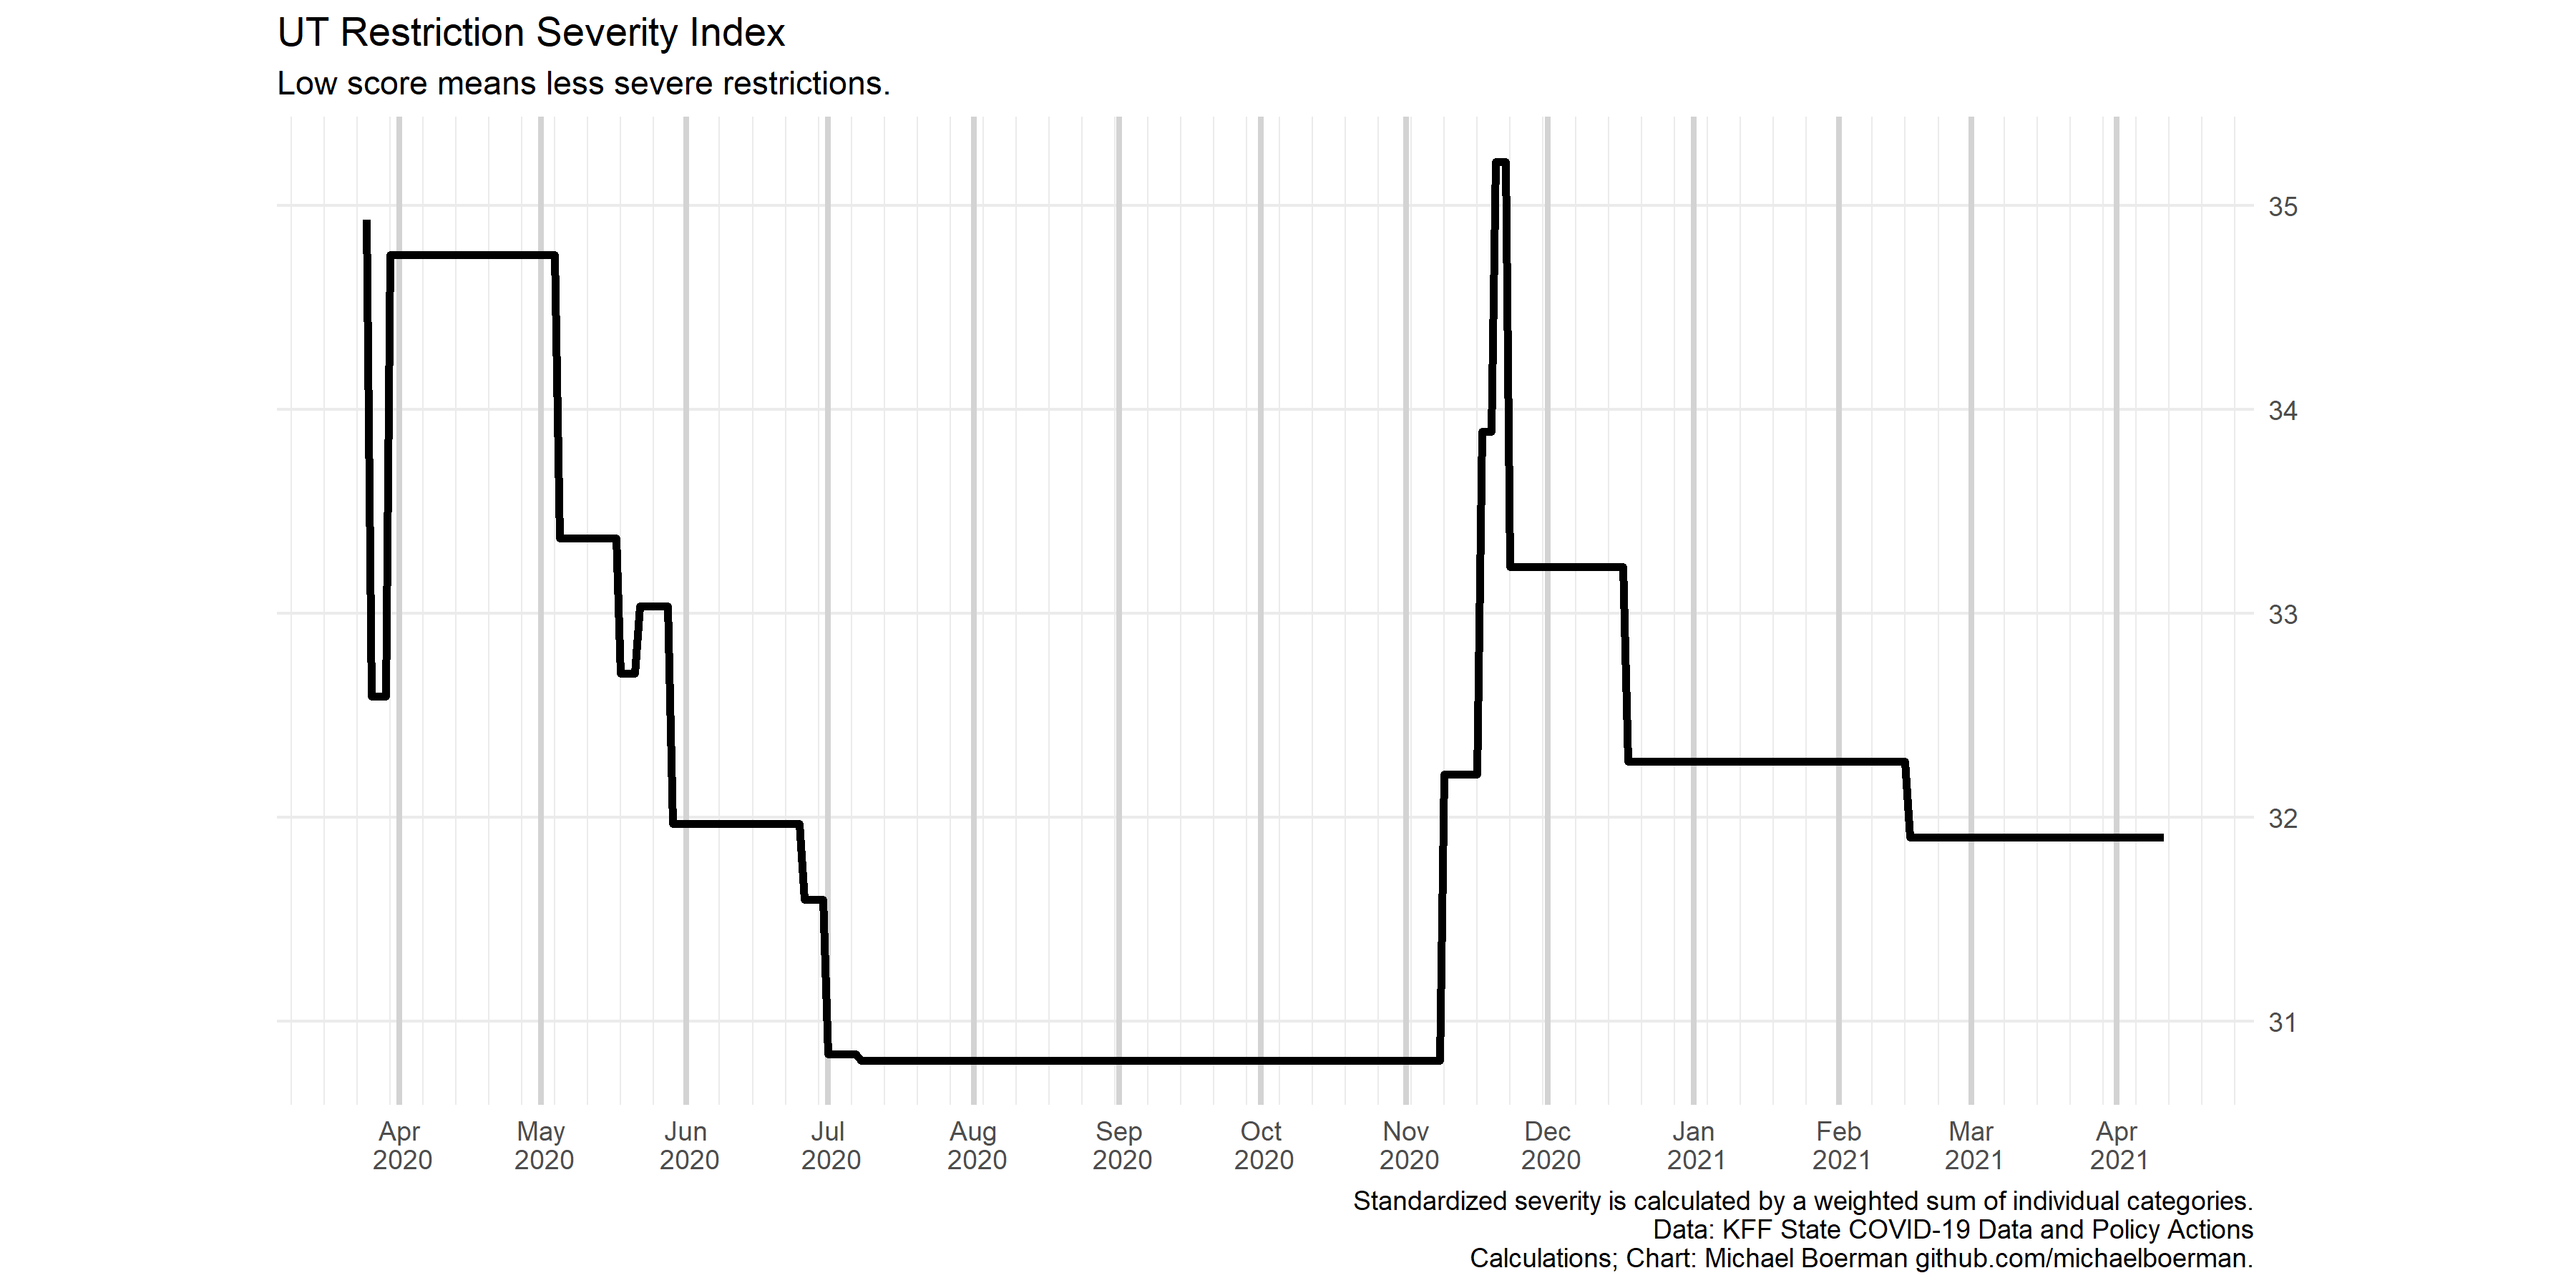 UT Restriction Severity Index
Low score means less severe restrictions.
35
34
33
32
31
Apr
2020
May
2020
Jun
2020
Jul
2020
Aug
2020
Sep
2020
Oct
2020
Nov
2020
Dec
2020
Jan
2021
Feb
2021
Mar
2021
Apr
2021
Standardized severity is calculated by a weighted sum of individual categories.
Data: KFF State COVID-19 Data and Policy Actions
Calculations; Chart: Michael Boerman github.com/michaelboerman.